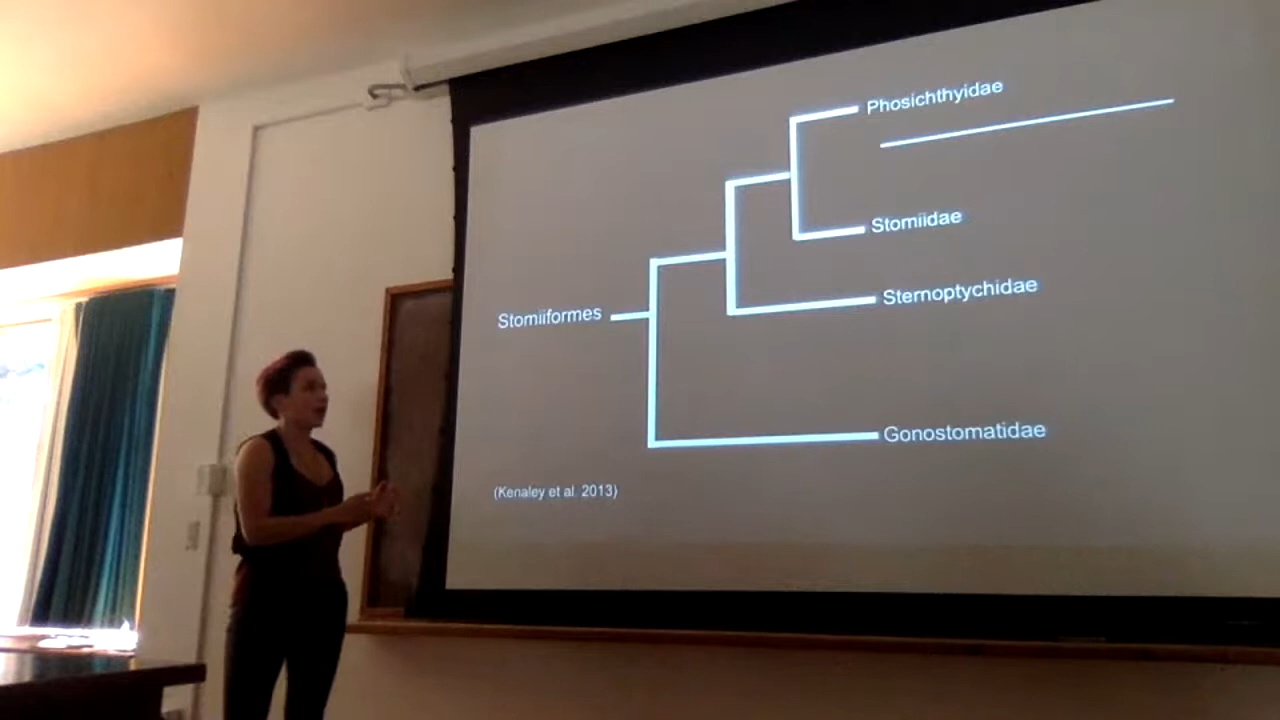 Phosichthyidae
Stomiidae
Sternoptychidae
Stomiiformes
Gonostomatidae
(Kenaley et al. 2013)